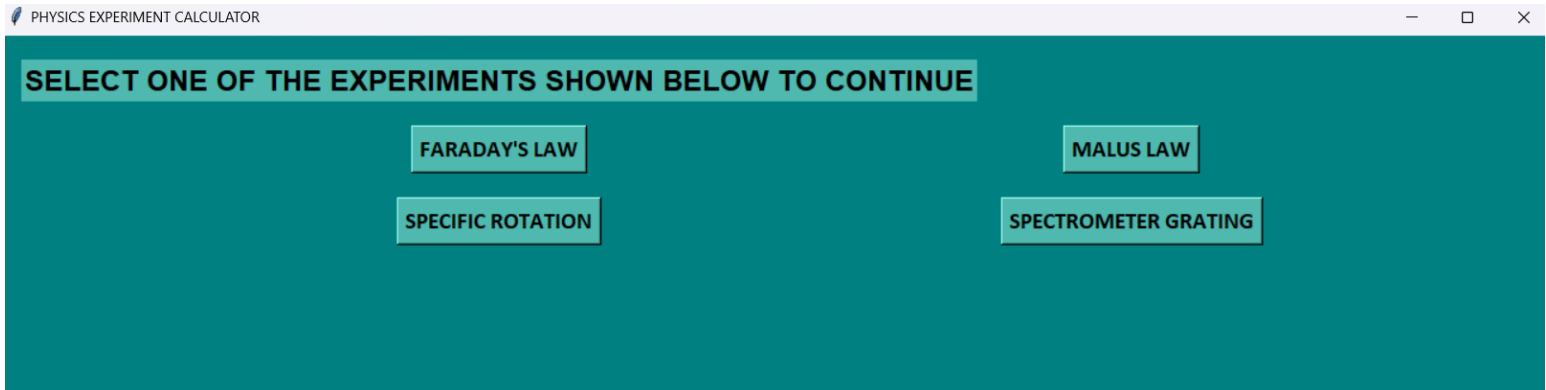 PHYSICS EXPERIMENT CALCULATOR
SELECT ONE OF THE EXPERIMENTS SHOWN BELOW TO CONTINUE
FARADAY'S LAW
MALUS LAW
SPECIFIC ROTATION
SPECTROMETER GRATING